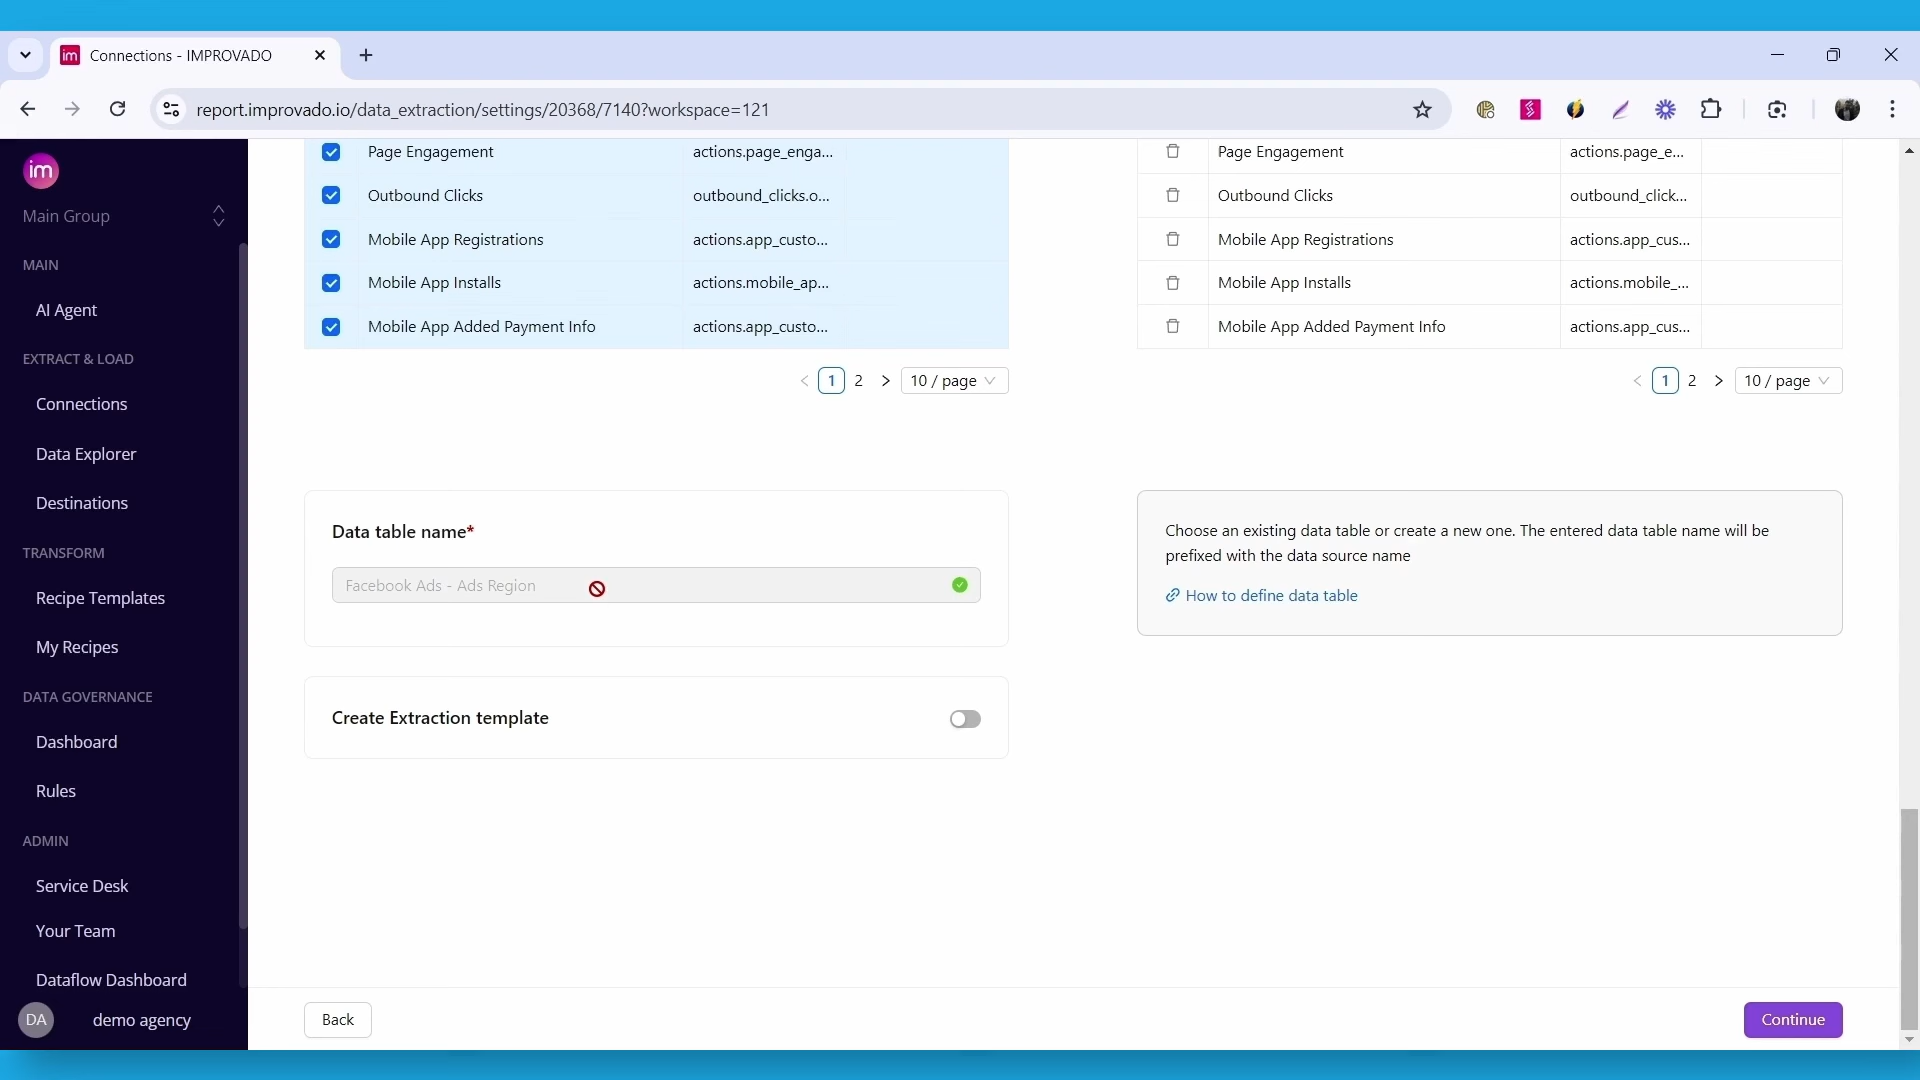 im Connections - IMPROVADO
report.improvado.io/data_extraction/settings/20368/7140?workspace=121
im
Main Group
MAIN
AI Agent
EXTRACT & LOAD
Connections
Data Explorer
Destinations
TRANSFORM
Recipe Templates
My Recipes
DATA GOVERNANCE
Dashboard
Rules
ADMIN
Service Desk
Your Team
Dataflow Dashboard
DA demo agency
Page Engagement actions.page_enga...
Outbound Clicks outbound_clicks.o...
Mobile App Registrations actions.app_custo...
Mobile App Installs actions.mobile_ap...
Mobile App Added Payment Info actions.app_custo...
1 2 10 / page
Page Engagement actions.page_e...
Outbound Clicks outbound_click...
Mobile App Registrations actions.app_cus...
Mobile App Installs actions.mobile_...
Mobile App Added Payment Info actions.app_cus...
1 2 10 / page
Data table name*
Facebook Ads - Ads Region
Choose an existing data table or create a new one. The entered data table name will be
prefixed with the data source name
How to define data table
Create Extraction template
Back
Continue